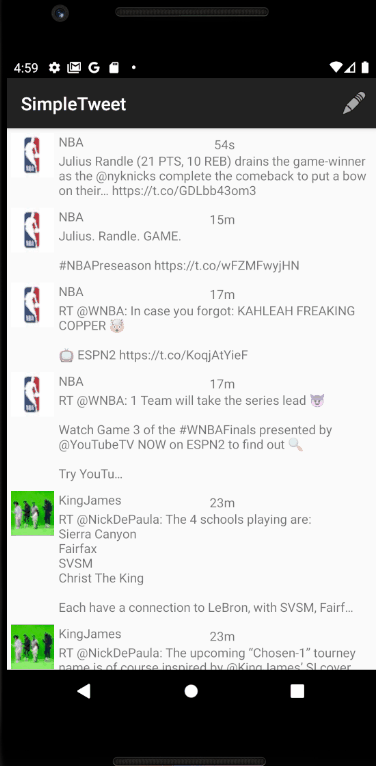 4:59
SimpleTweet
NBA 54s
Julius Randle (21 PTS, 10 REB) drains the game-winner
as the @nyknicks complete the comeback to put a bow
on their… https://t.co/GDLbb43om3
NBA 15m
Julius. Randle. GAME.
#NBAPreseason https://t.co/wFZMFwyjHN
NBA 17m
RT @WNBA: In case you forgot: KAHLEAH FREAKING
COPPER 🐺
📺 ESPN2 https://t.co/KoqjAtYieF
NBA 17m
RT @WNBA: 1 Team will take the series lead 😈
Watch Game 3 of the #WNBAFinals presented by
@YouTubeTV NOW on ESPN2 to find out 🔍
Try YouTu…
KingJames 23m
RT @NickDePaula: The 4 schools playing are:
Sierra Canyon
Fairfax
SVSM
Christ The King
Each have a connection to LeBron, with SVSM, Fairf…
KingJames 23m
RT @NickDePaula: The upcoming “Chosen-1” tourney
name is of course inspired by @KingJames’ SI cover